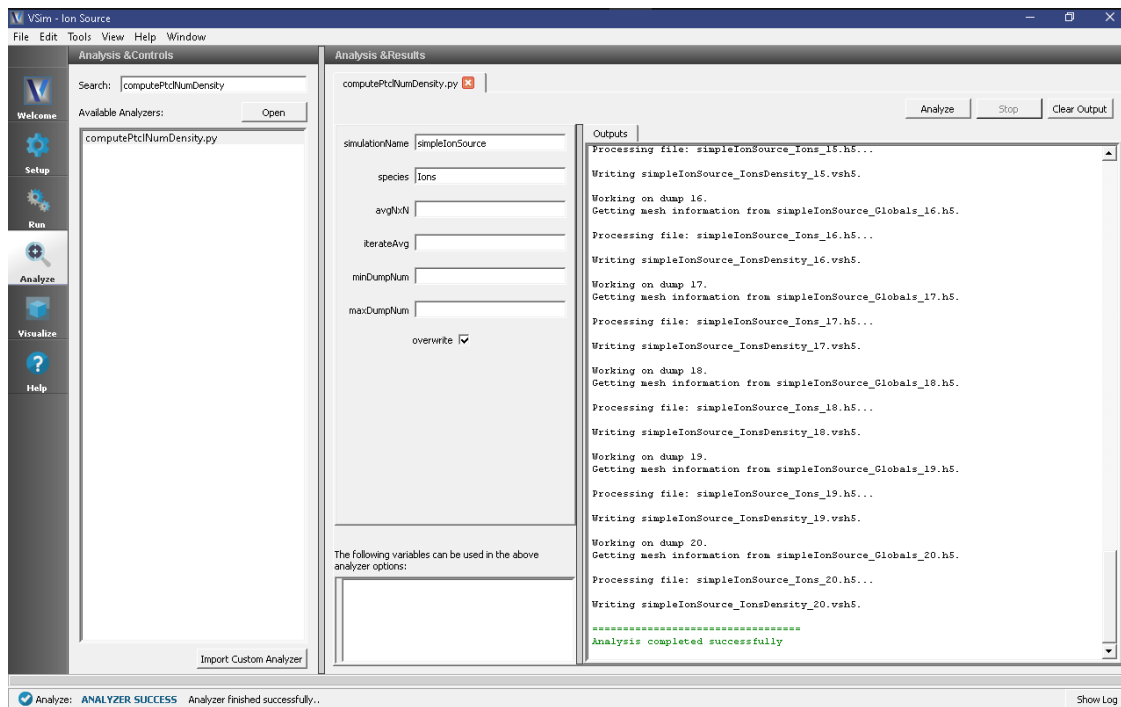 VSim - Ion Source
File Edit Tools View Help Window
Analysis &Controls
Analysis &Results
Welcome
Setup
Run
Analyze
Visualize
Help
Search: computePtclNumDensity
Available Analyzers: Open
computePtclNumDensity.py
Import Custom Analyzer
computePtclNumDensity.py
Analyze Stop Clear Output
simulationName simpleIonSource
species Ions
avgNxN
iterateAvg
minDumpNum
maxDumpNum
overwrite
The following variables can be used in the above
analyzer options:
Outputs
Processing file: simpleIonSource_Ions_15.h5...
Writing simpleIonSource_IonsDensity_15.vsh5.
Working on dump 16.
Getting mesh information from simpleIonSource_Globals_16.h5.
Processing file: simpleIonSource_Ions_16.h5...
Writing simpleIonSource_IonsDensity_16.vsh5.
Working on dump 17.
Getting mesh information from simpleIonSource_Globals_17.h5.
Processing file: simpleIonSource_Ions_17.h5...
Writing simpleIonSource_IonsDensity_17.vsh5.
Working on dump 18.
Getting mesh information from simpleIonSource_Globals_18.h5.
Processing file: simpleIonSource_Ions_18.h5...
Writing simpleIonSource_IonsDensity_18.vsh5.
Working on dump 19.
Getting mesh information from simpleIonSource_Globals_19.h5.
Processing file: simpleIonSource_Ions_19.h5...
Writing simpleIonSource_IonsDensity_19.vsh5.
Working on dump 20.
Getting mesh information from simpleIonSource_Globals_20.h5.
Processing file: simpleIonSource_Ions_20.h5...
Writing simpleIonSource_IonsDensity_20.vsh5.
==================================
Analysis completed successfully
Analyze: ANALYZER SUCCESS Analyzer finished successfully..
Show Log